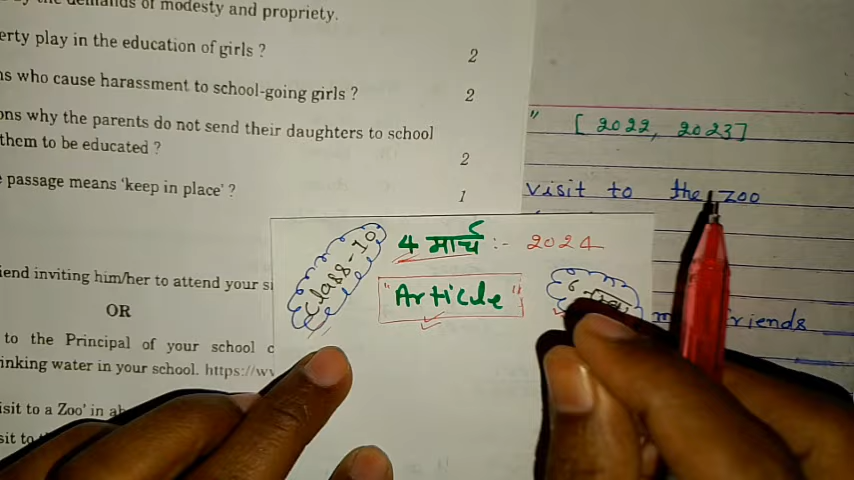 by the demands of modesty and propriety.
erty play in the education of girls ? 2
ns who cause harassment to school-going girls ? 2
ons why the parents do not send their daughters to school
them to be educated ? 2
passage means 'keep in place' ? 1
iend inviting him/her to attend your si
OR
to the Principal of your school c
inking water in your school. https://w
isit to a Zoo' in ab
sit to
" [ 2022, 2023]
visit to the zoo
friends
Class-10
4 मार्च :- 2024
"Article"
6